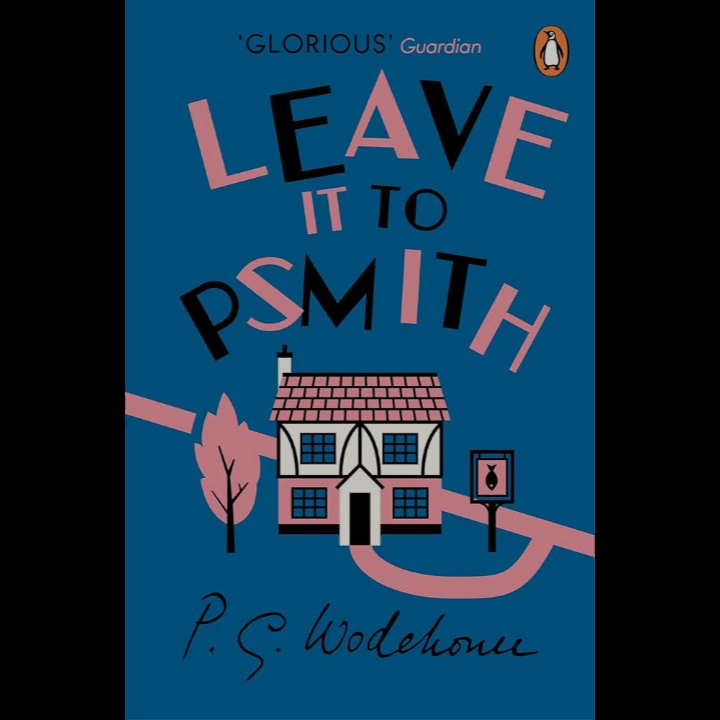 'GLORIOUS' Guardian
LEAVE
IT TO
PSMITH
P. G. Wodehouse